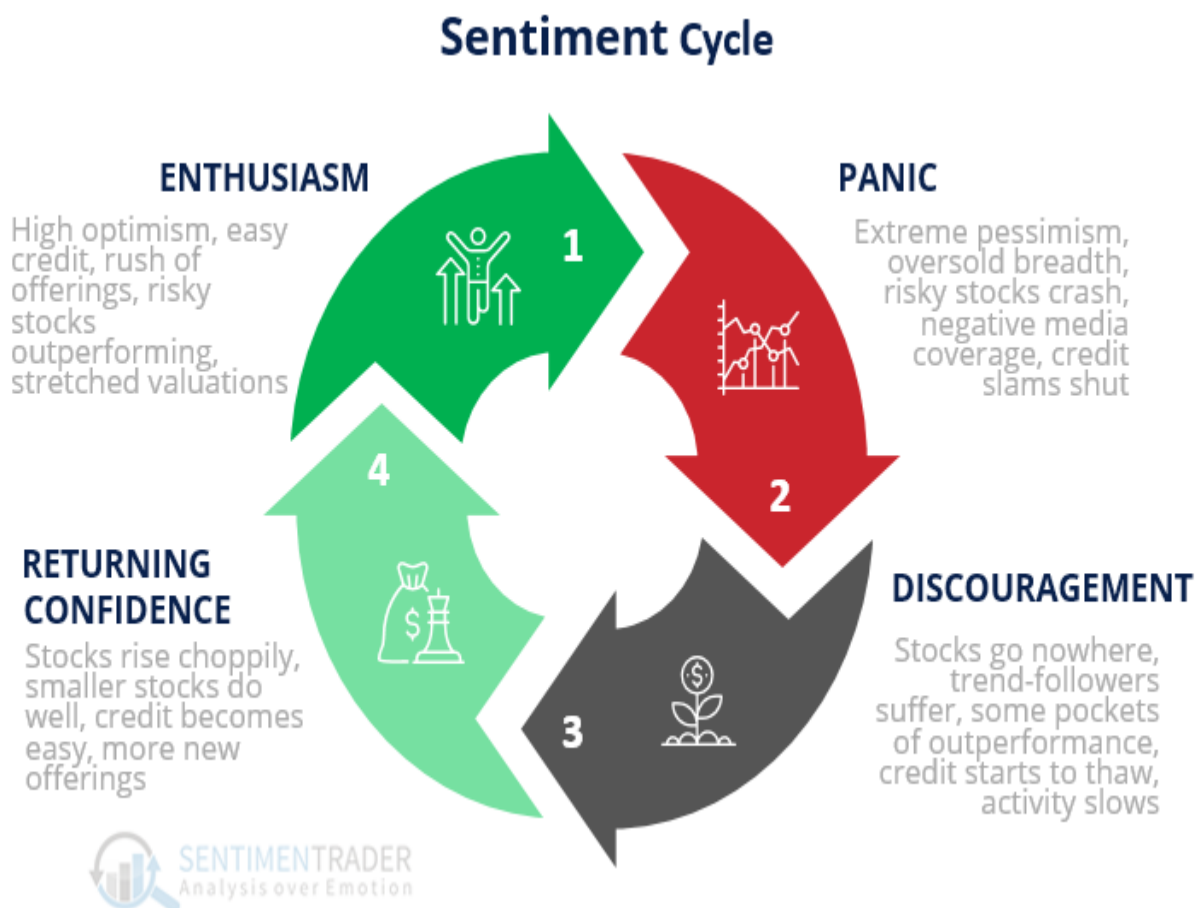 Sentiment Cycle
ENTHUSIASM
High optimism, easy
credit, rush of
offerings, risky
stocks
outperforming,
stretched valuations
1
PANIC
Extreme pessimism,
oversold breadth,
risky stocks crash,
negative media
coverage, credit
slams shut
2
DISCOURAGEMENT
Stocks go nowhere,
trend-followers
suffer, some pockets
of outperformance,
credit starts to thaw,
activity slows
3
$
4
RETURNING
CONFIDENCE
Stocks rise choppily,
smaller stocks do
well, credit becomes
easy, more new
offerings
$
SENTIMENTRADER
Analysis over Emotion